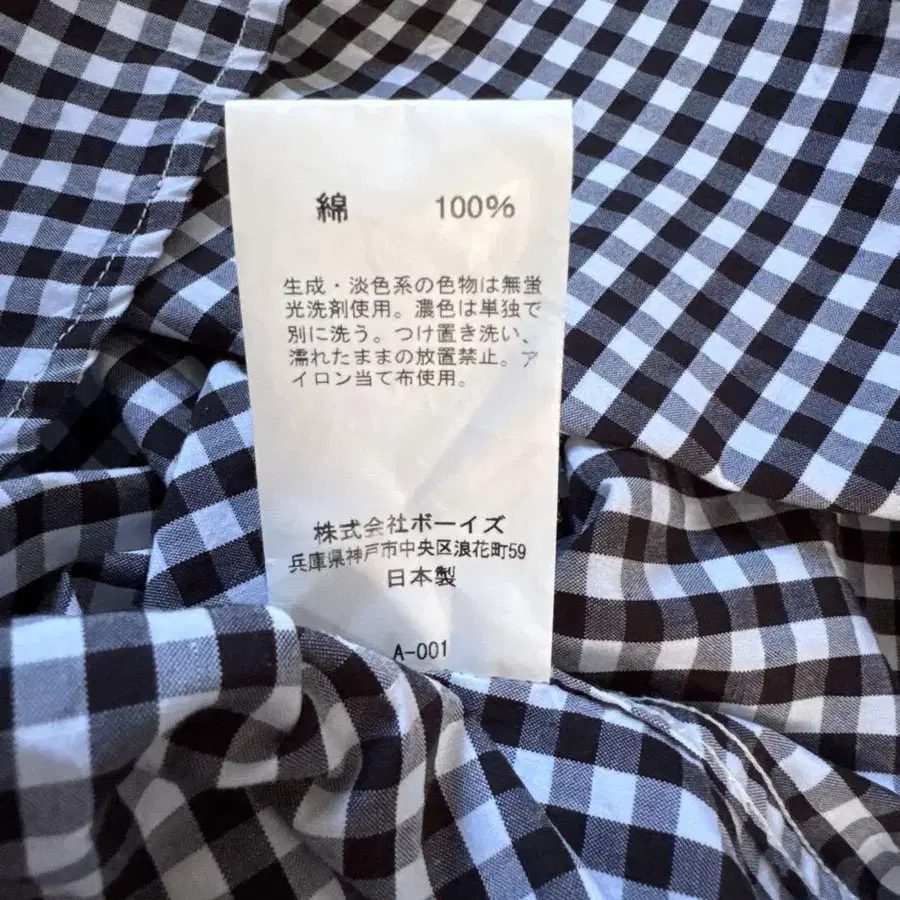 綿 100%
生成・淡色系の色物は無蛍
光洗剤使用。濃色は単独で
別に洗う。つけ置き洗い、
濡れたままの放置禁止。ア
イロン当て布使用。
株式会社ボーイズ
兵庫県神戸市中央区浪花町59
日本製
A-001